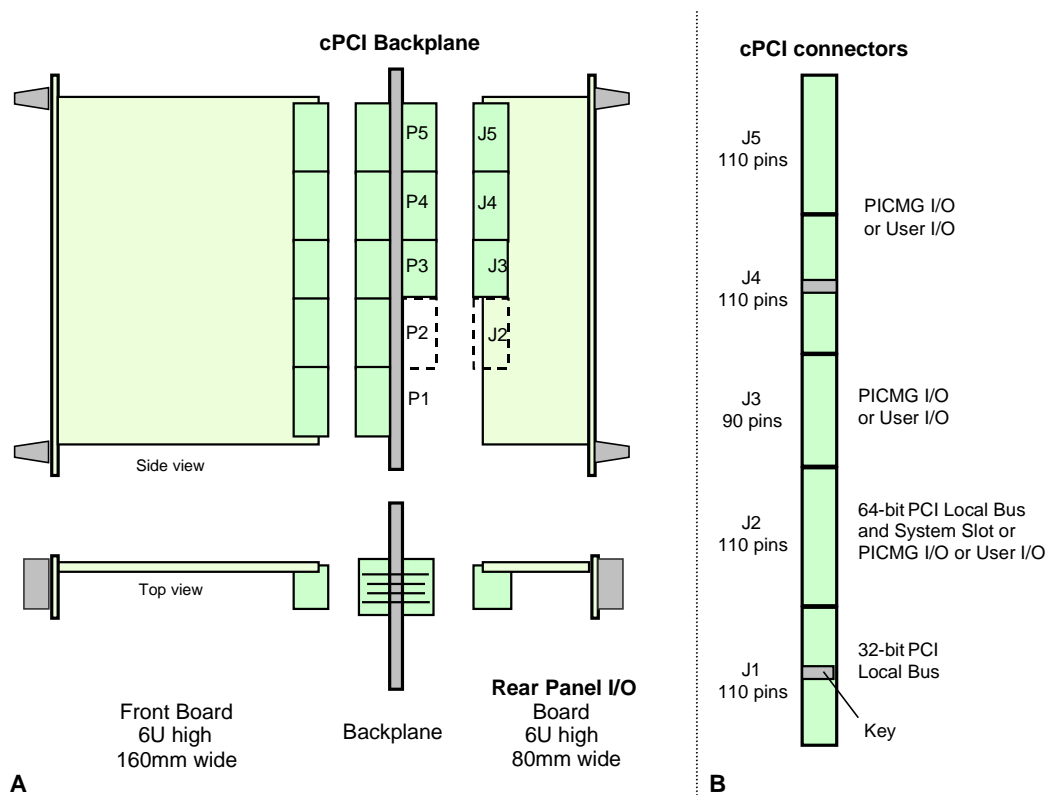 cPCI Backplane
P5
J5
P4
J4
P3
J3
P2
J2
P1
Side view
Top view
Front Board
6U high
160mm wide
Backplane
Rear Panel I/O
Board
6U high
80mm wide
A
cPCI connectors
J5
110 pins
PICMG I/O
or User I/O
J4
110 pins
J3
90 pins
PICMG I/O
or User I/O
J2
110 pins
64-bit PCI Local Bus
and System Slot or
PICMG I/O or User I/O
J1
110 pins
32-bit PCI
Local Bus
Key
B